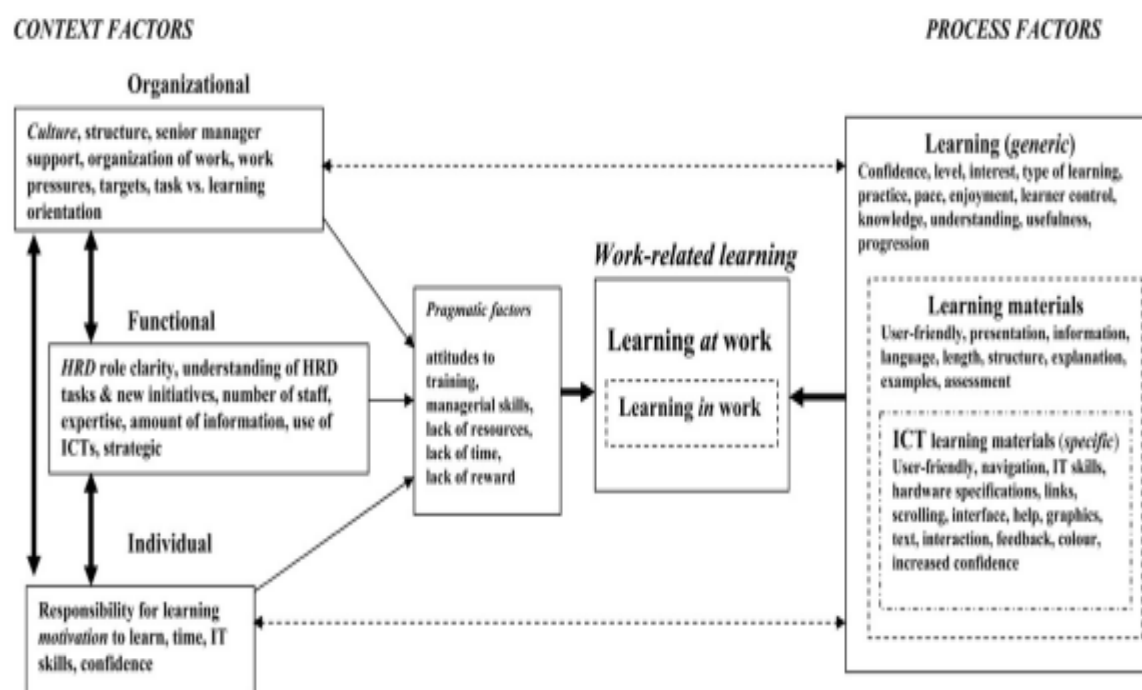 CONTEXT FACTORS
PROCESS FACTORS
Organizational
Culture, structure, senior manager
support, organization of work, work
pressures, targets, task vs. learning
orientation
Functional
HRD role clarity, understanding of HRD
tasks & new initiatives, number of staff,
expertise, amount of information, use of
ICTs, strategic
Individual
Responsibility for learning
motivation to learn, time, IT
skills, confidence
Pragmatic factors
attitudes to
training,
managerial skills,
lack of resources,
lack of time,
lack of reward
Work-related learning
Learning at work
Learning in work
Learning (generic)
Confidence, level, interest, type of learning,
practice, pace, enjoyment, learner control,
knowledge, understanding, usefulness,
progression
Learning materials
User-friendly, presentation, information,
language, length, structure, explanation,
examples, assessment
ICT learning materials (specific)
User-friendly, navigation, IT skills,
hardware specifications, links,
scrolling, interface, help, graphics,
text, interaction, feedback, colour,
increased confidence